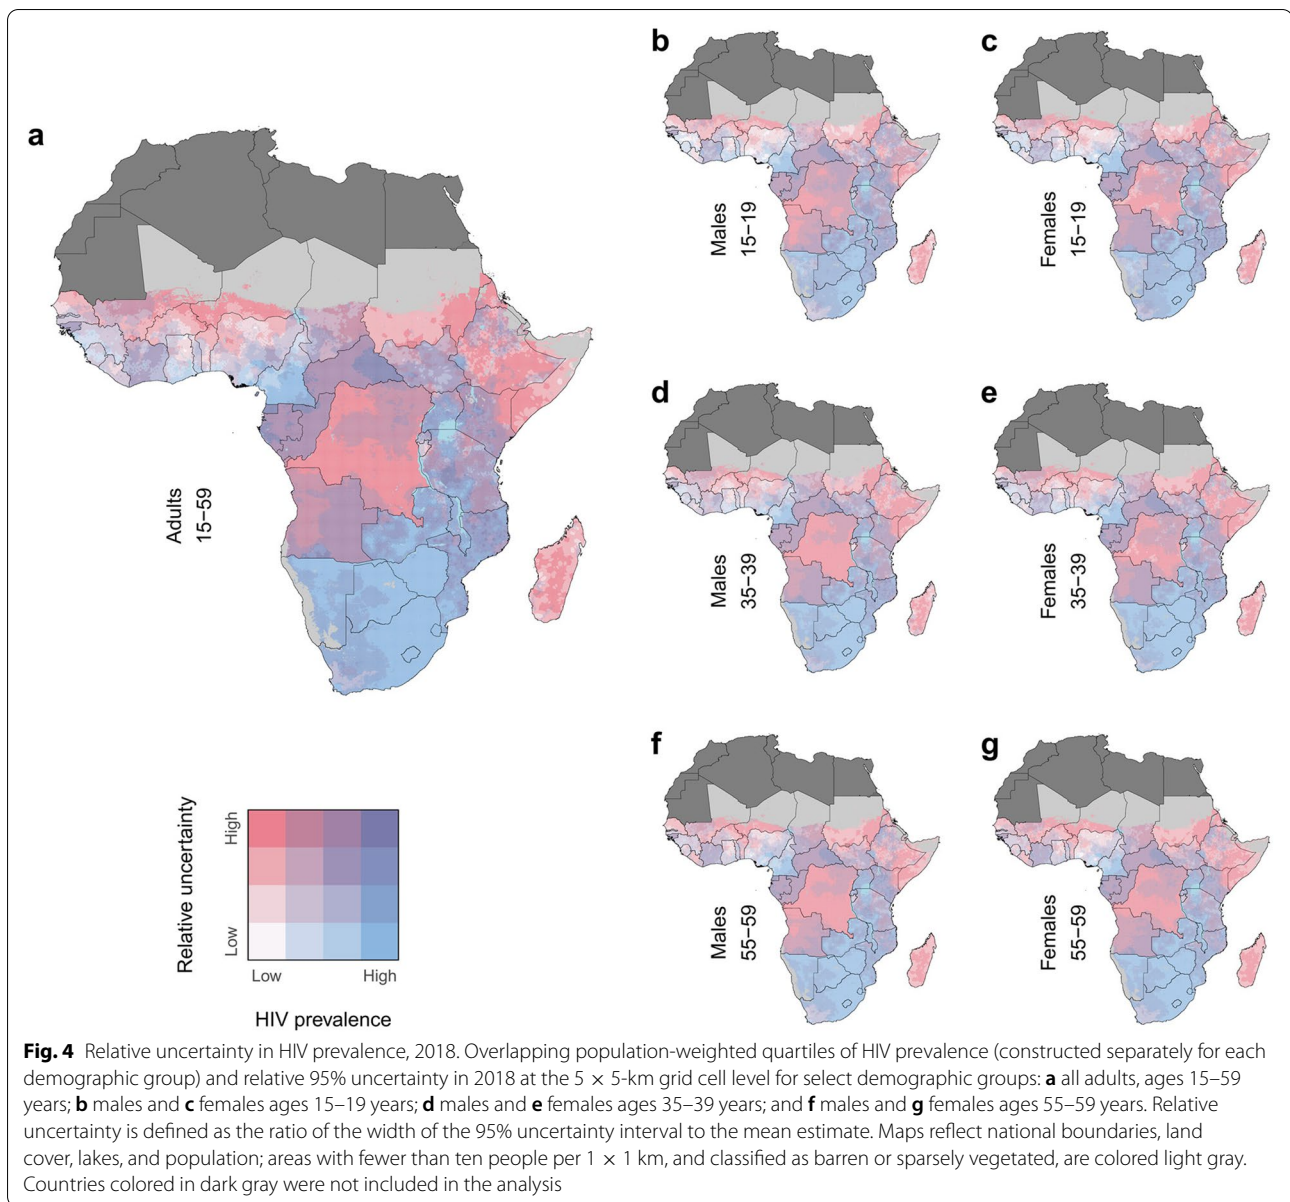 a
Adults
15–59
b
Males
15–19
c
Females
15–19
d
Males
35–39
e
Females
35–39
f
Males
55–59
g
Females
55–59
Relative uncertainty
High
Low
Low
High
HIV prevalence
Fig. 4 Relative uncertainty in HIV prevalence, 2018. Overlapping population-weighted quartiles of HIV prevalence (constructed separately for each
demographic group) and relative 95% uncertainty in 2018 at the 5 × 5-km grid cell level for select demographic groups: a all adults, ages 15–59
years; b males and c females ages 15–19 years; d males and e females ages 35–39 years; and f males and g females ages 55–59 years. Relative
uncertainty is defined as the ratio of the width of the 95% uncertainty interval to the mean estimate. Maps reflect national boundaries, land
cover, lakes, and population; areas with fewer than ten people per 1 × 1 km, and classified as barren or sparsely vegetated, are colored light gray.
Countries colored in dark gray were not included in the analysis